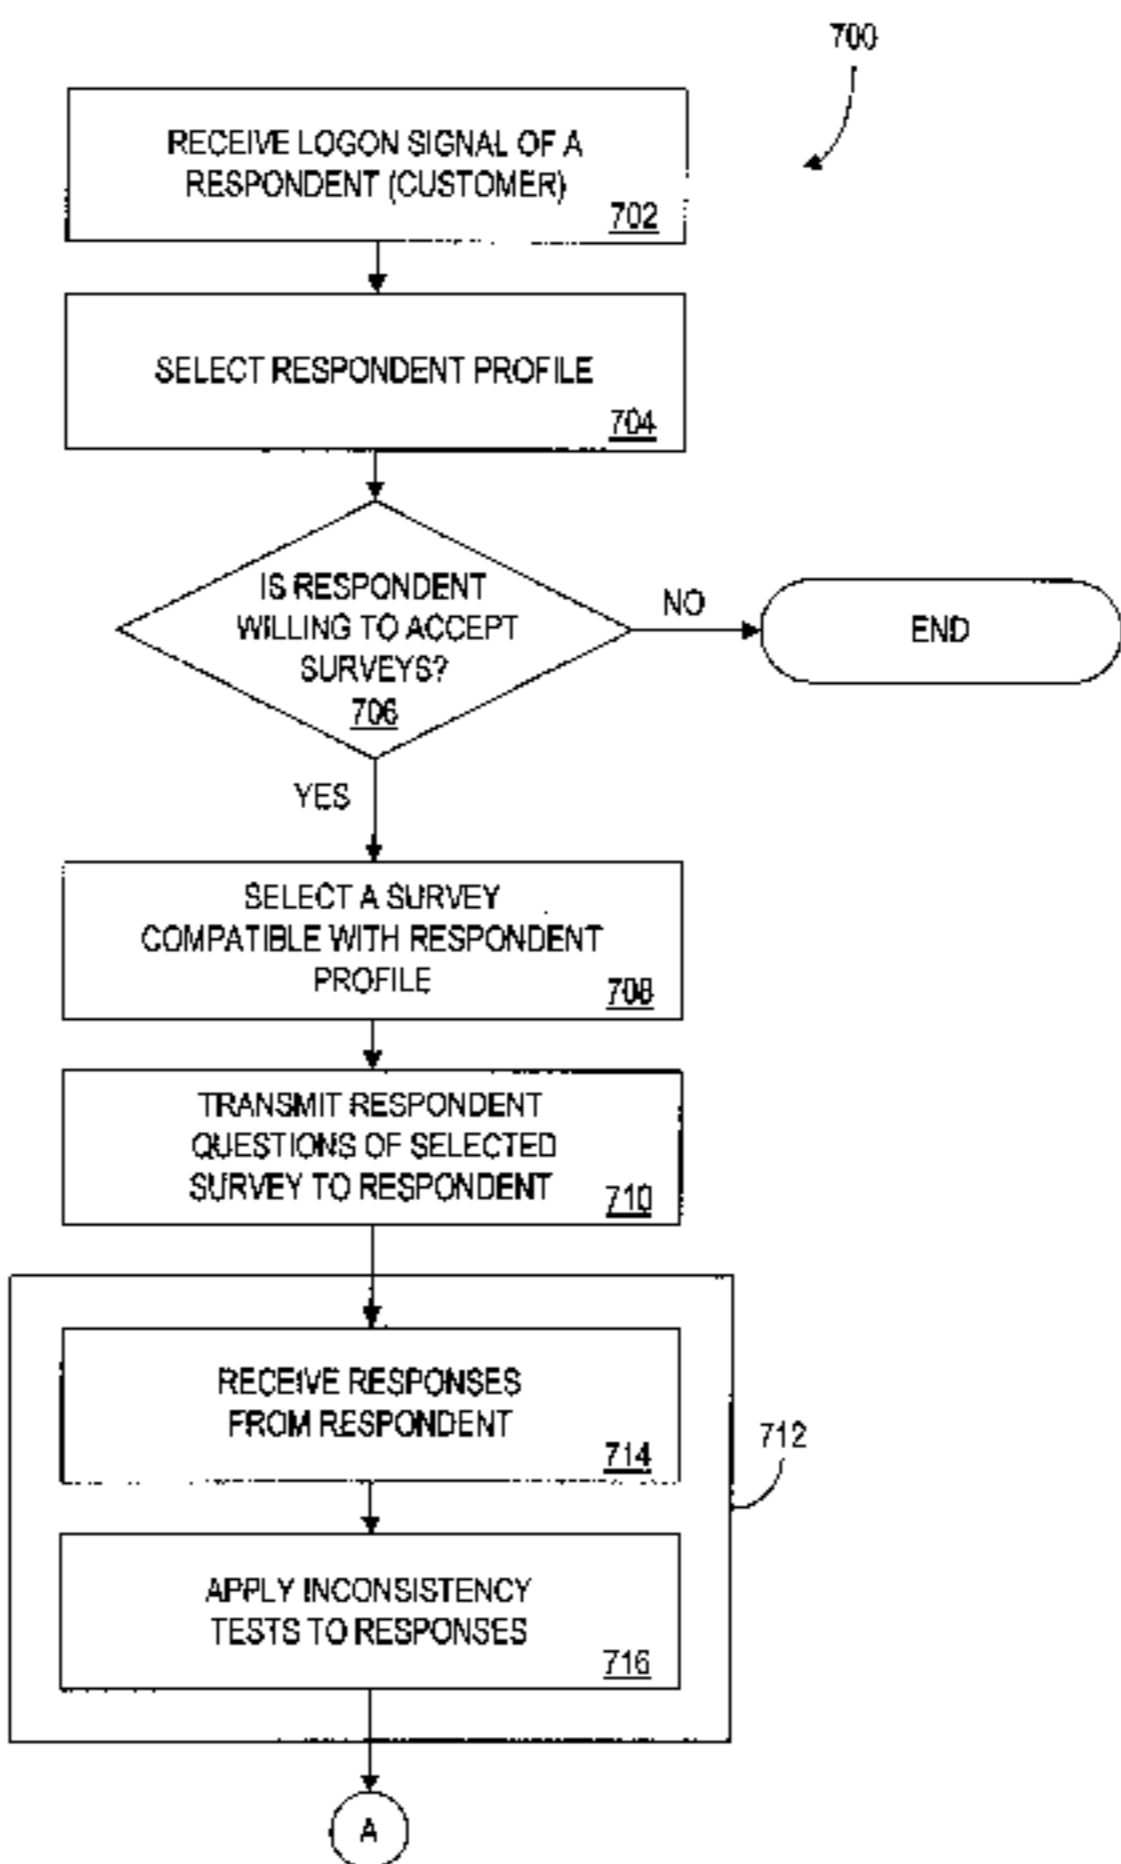 700
RECEIVE LOGON SIGNAL OF A
RESPONDENT (CUSTOMER)
702
SELECT RESPONDENT PROFILE
704
IS RESPONDENT
WILLING TO ACCEPT
SURVEYS?
706
NO
END
YES
SELECT A SURVEY
COMPATIBLE WITH RESPONDENT
PROFILE
708
TRANSMIT RESPONDENT
QUESTIONS OF SELECTED
SURVEY TO RESPONDENT
710
RECEIVE RESPONSES
FROM RESPONDENT
714
712
APPLY INCONSISTENCY
TESTS TO RESPONSES
716
A